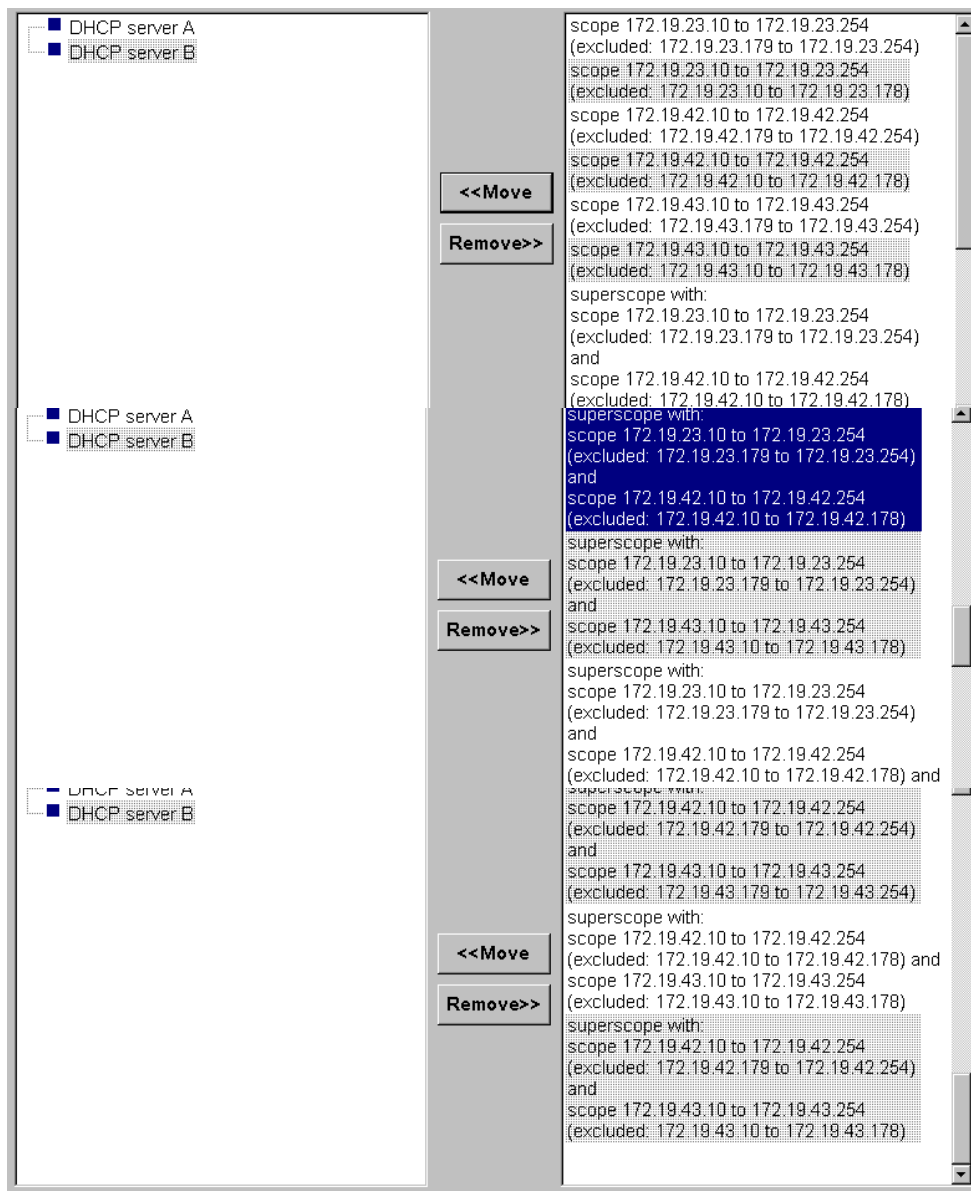 DHCP server A
DHCP server B
<<Move
Remove>>
scope 172.19.23.10 to 172.19.23.254
(excluded: 172.19.23.179 to 172.19.23.254)
scope 172.19.23.10 to 172.19.23.254
(excluded: 172.19.23.10 to 172.19.23.178)
scope 172.19.42.10 to 172.19.42.254
(excluded: 172.19.42.179 to 172.19.42.254)
scope 172.19.42.10 to 172.19.42.254
(excluded: 172.19.42.10 to 172.19.42.178)
scope 172.19.43.10 to 172.19.43.254
(excluded: 172.19.43.179 to 172.19.43.254)
scope 172.19.43.10 to 172.19.43.254
(excluded: 172.19.43.10 to 172.19.43.178)
superscope with:
scope 172.19.23.10 to 172.19.23.254
(excluded: 172.19.23.179 to 172.19.23.254)
and
scope 172.19.42.10 to 172.19.42.254
(excluded: 172.19.42.10 to 172.19.42.178)
DHCP server A
DHCP server B
<<Move
Remove>>
superscope with:
scope 172.19.23.10 to 172.19.23.254
(excluded: 172.19.23.179 to 172.19.23.254)
and
scope 172.19.42.10 to 172.19.42.254
(excluded: 172.19.42.10 to 172.19.42.178)
superscope with:
scope 172.19.23.10 to 172.19.23.254
(excluded: 172.19.23.179 to 172.19.23.254)
and
scope 172.19.43.10 to 172.19.43.254
(excluded: 172.19.43.10 to 172.19.43.178)
superscope with:
scope 172.19.23.10 to 172.19.23.254
(excluded: 172.19.23.179 to 172.19.23.254)
and
scope 172.19.42.10 to 172.19.42.254
(excluded: 172.19.42.10 to 172.19.42.178) and
DHCP server A
DHCP server B
<<Move
Remove>>
superscope with:
scope 172.19.42.10 to 172.19.42.254
(excluded: 172.19.42.179 to 172.19.42.254)
and
scope 172.19.43.10 to 172.19.43.254
(excluded: 172.19.43.179 to 172.19.43.254)
superscope with:
scope 172.19.42.10 to 172.19.42.254
(excluded: 172.19.42.10 to 172.19.42.178) and
scope 172.19.43.10 to 172.19.43.254
(excluded: 172.19.43.10 to 172.19.43.178)
superscope with:
scope 172.19.42.10 to 172.19.42.254
(excluded: 172.19.42.179 to 172.19.42.254)
and
scope 172.19.43.10 to 172.19.43.254
(excluded: 172.19.43.10 to 172.19.43.178)